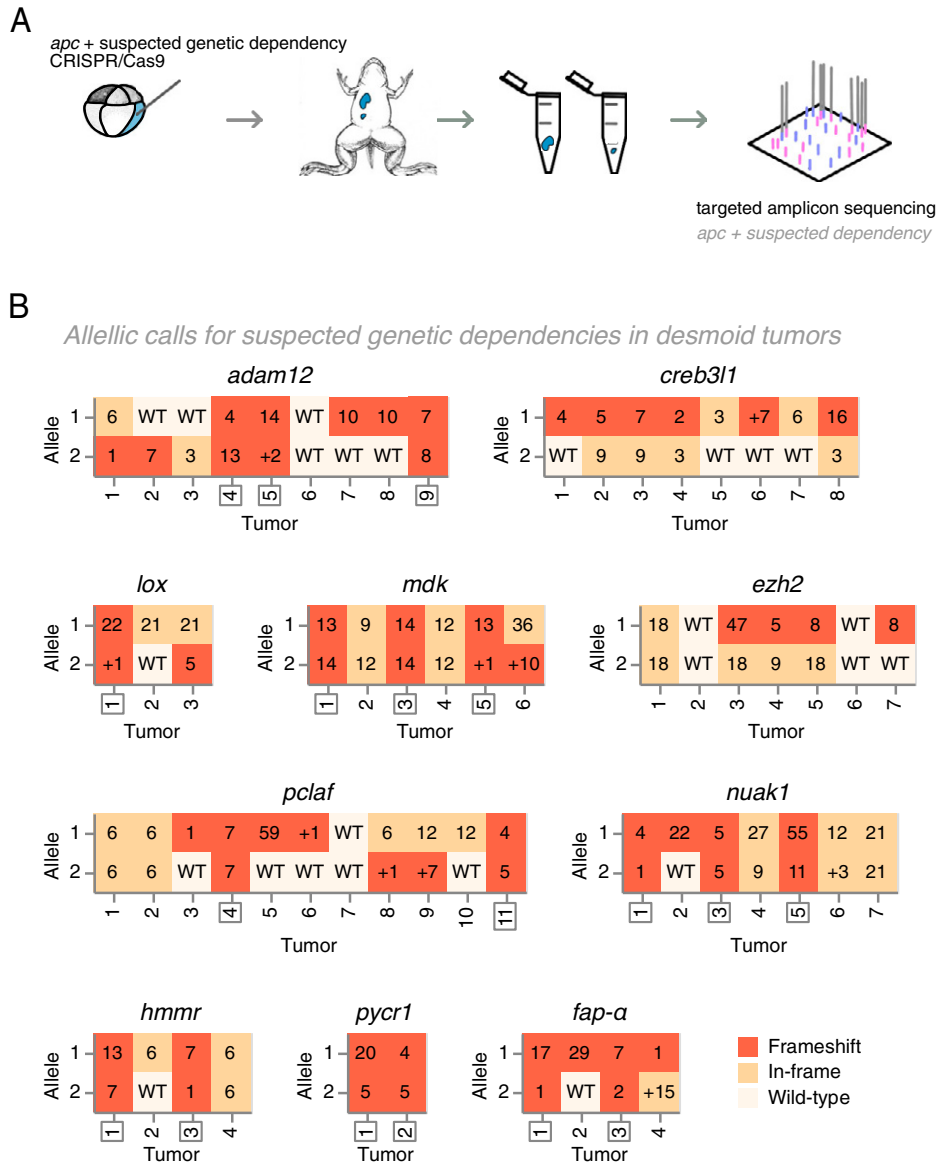 A
apc + suspected genetic dependency
CRISPR/Cas9
targeted amplicon sequencing
apc + suspected dependency
B
Allellic calls for suspected genetic dependencies in desmoid tumors
adam12
Allele
1 6 WT WT 4 14 WT 10 10 7
2 1 7 3 13 +2 WT WT WT 8
1 2 3 4 5 6 7 8 9
Tumor
creb3l1
Allele
1 4 5 7 2 3 +7 6 16
2 WT 9 9 3 WT WT WT 3
1 2 3 4 5 6 7 8
Tumor
lox
Allele
1 22 21 21
2 +1 WT 5
1 2 3
Tumor
mdk
Allele
1 13 9 14 12 13 36
2 14 12 14 12 +1 +10
1 2 3 4 5 6
Tumor
ezh2
Allele
1 18 WT 47 5 8 WT 8
2 18 WT 18 9 18 WT WT
1 2 3 4 5 6 7
Tumor
pclaf
Allele
1 6 6 1 7 59 +1 WT 6 12 12 4
2 6 6 WT 7 WT WT WT +1 +7 WT 5
1 2 3 4 5 6 7 8 9 10 11
Tumor
nuak1
Allele
1 4 22 5 27 55 12 21
2 1 WT 5 9 11 +3 21
1 2 3 4 5 6 7
Tumor
hmmr
Allele
1 13 6 7 6
2 7 WT 1 6
1 2 3 4
Tumor
pycr1
Allele
1 20 4
2 5 5
1 2
Tumor
fap-α
Allele
1 17 29 7 1
2 1 WT 2 +15
1 2 3 4
Tumor
Frameshift
In-frame
Wild-type